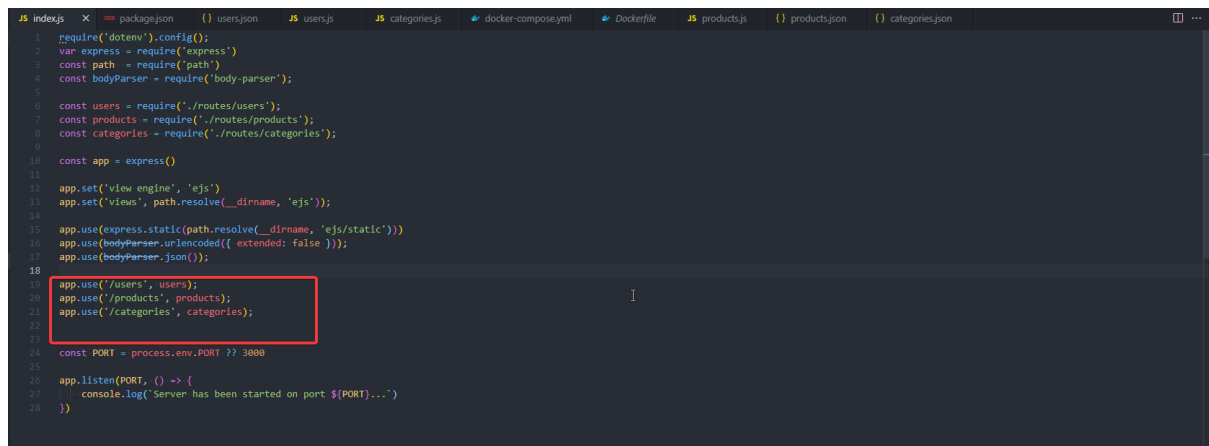 JS index.js × package.json {} users.json JS users.js JS categories.js docker-compose.yml Dockerfile JS products.js {} products.json {} categories.json ...
1 require('dotenv').config();
2 var express = require('express')
3 const path = require('path')
4 const bodyParser = require('body-parser');
5
6 const users = require('./routes/users');
7 const products = require('./routes/products');
8 const categories = require('./routes/categories');
9
10 const app = express()
11
12 app.set('view engine', 'ejs')
13 app.set('views', path.resolve(__dirname, 'ejs'));
14
15 app.use(express.static(path.resolve(__dirname, 'ejs/static')))
16 app.use(bodyParser.urlencoded({ extended: false }));
17 app.use(bodyParser.json());
18
19 app.use('/users', users);
20 app.use('/products', products);
21 app.use('/categories', categories);
22
23
24 const PORT = process.env.PORT ?? 3000
25
26 app.listen(PORT, () => {
27 console.log(`Server has been started on port ${PORT}...`)
28 })